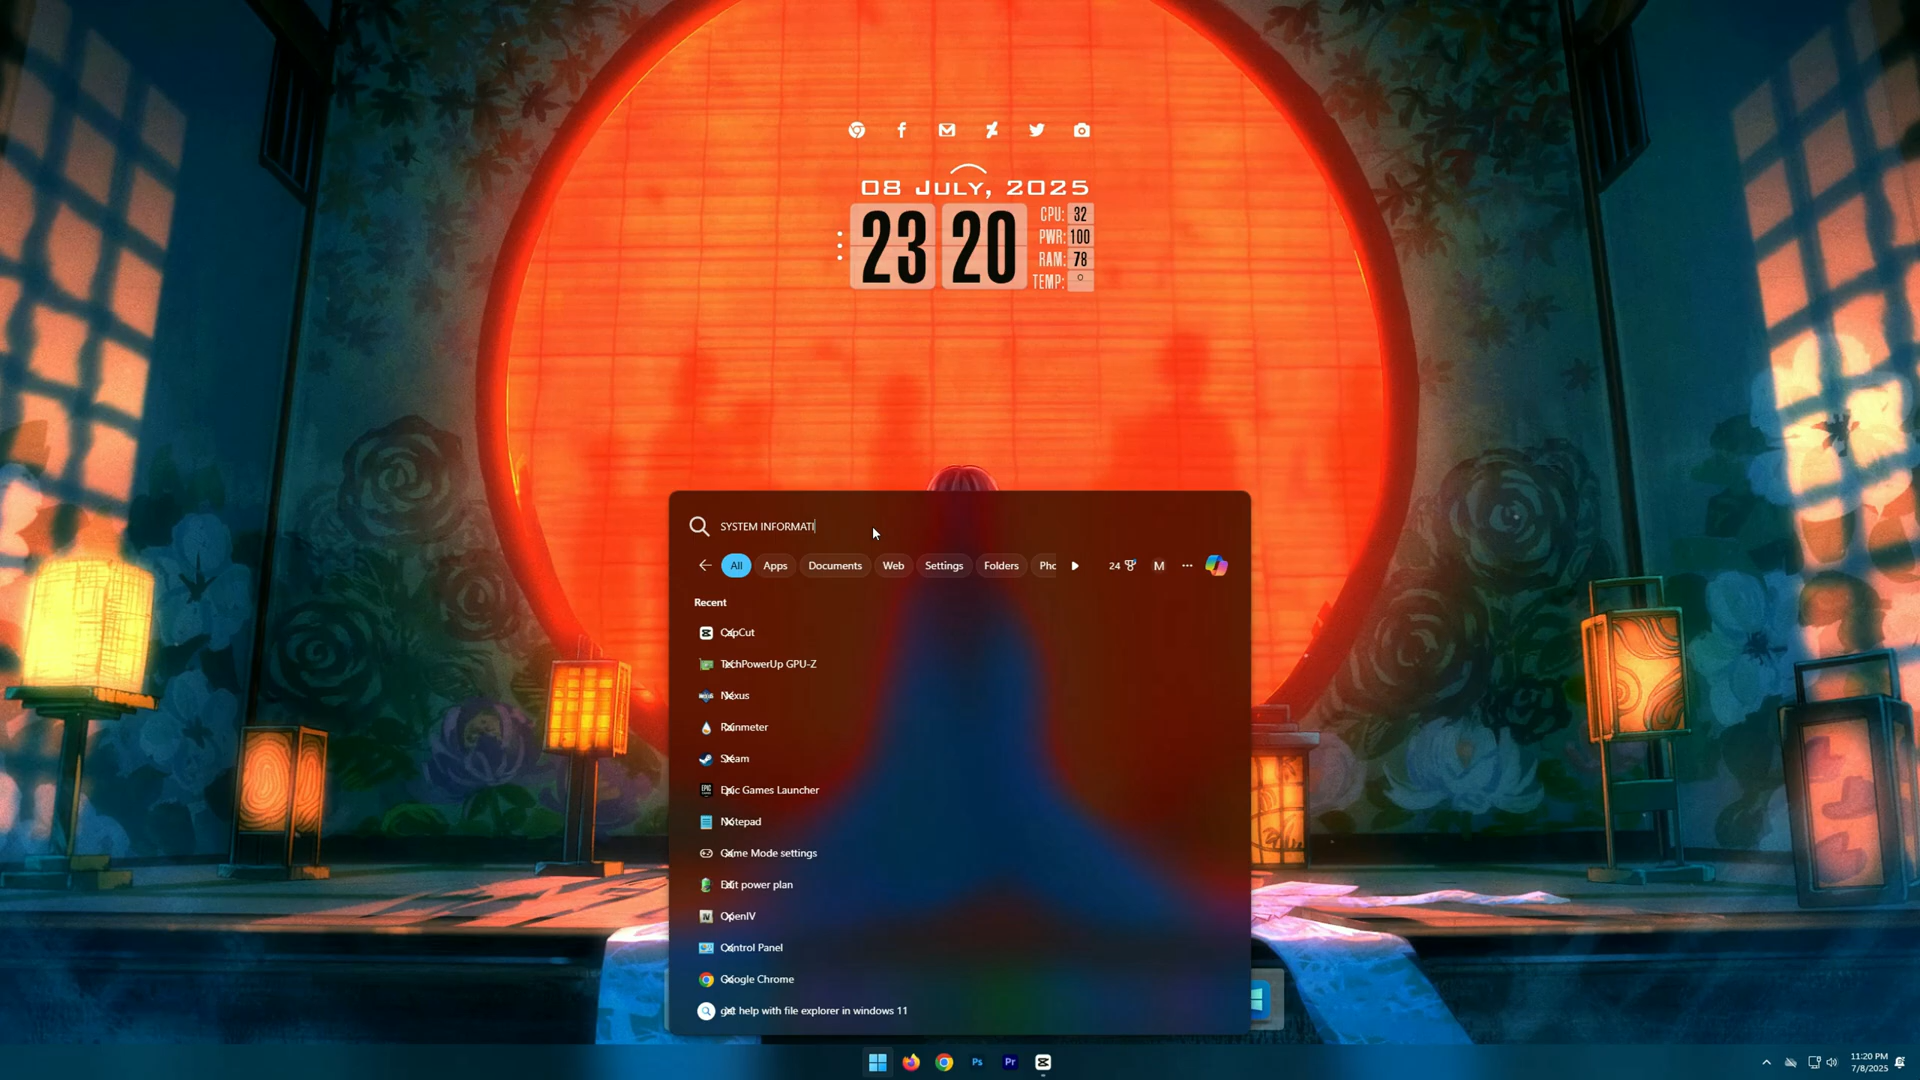 08 JULY, 2025
23 20
CPU: 32
PWR: 100
RAM: 78
TEMP: °
SYSTEM INFORMATI
All Apps Documents Web Settings Folders Pho 24 M ...
Recent
CapCut
TechPowerUp GPU-Z
Nexus
Rainmeter
Steam
Epic Games Launcher
Notepad
Game Mode settings
Edit power plan
OpenIV
Control Panel
Google Chrome
get help with file explorer in windows 11
Ps Pr
11:20 PM
7/8/2025